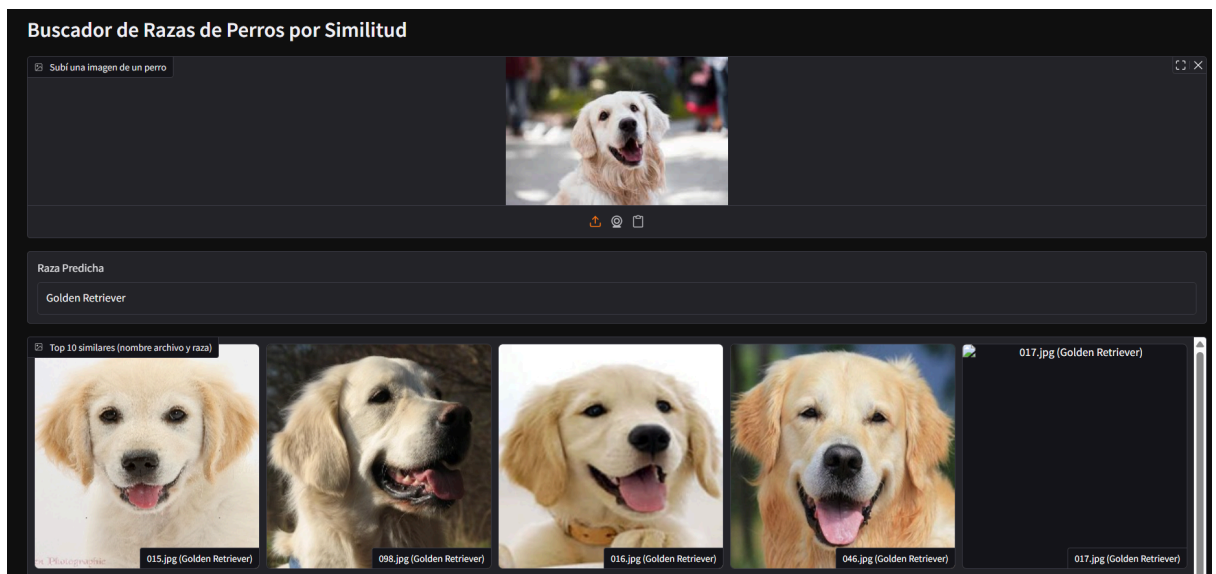 Buscador de Razas de Perros por Similitud
Subí una imagen de un perro
Raza Predicha
Golden Retriever
Top 10 similares (nombre archivo y raza)
017.jpg (Golden Retriever)
015.jpg (Golden Retriever)
098.jpg (Golden Retriever)
016.jpg (Golden Retriever)
046.jpg (Golden Retriever)
017.jpg (Golden Retriever)